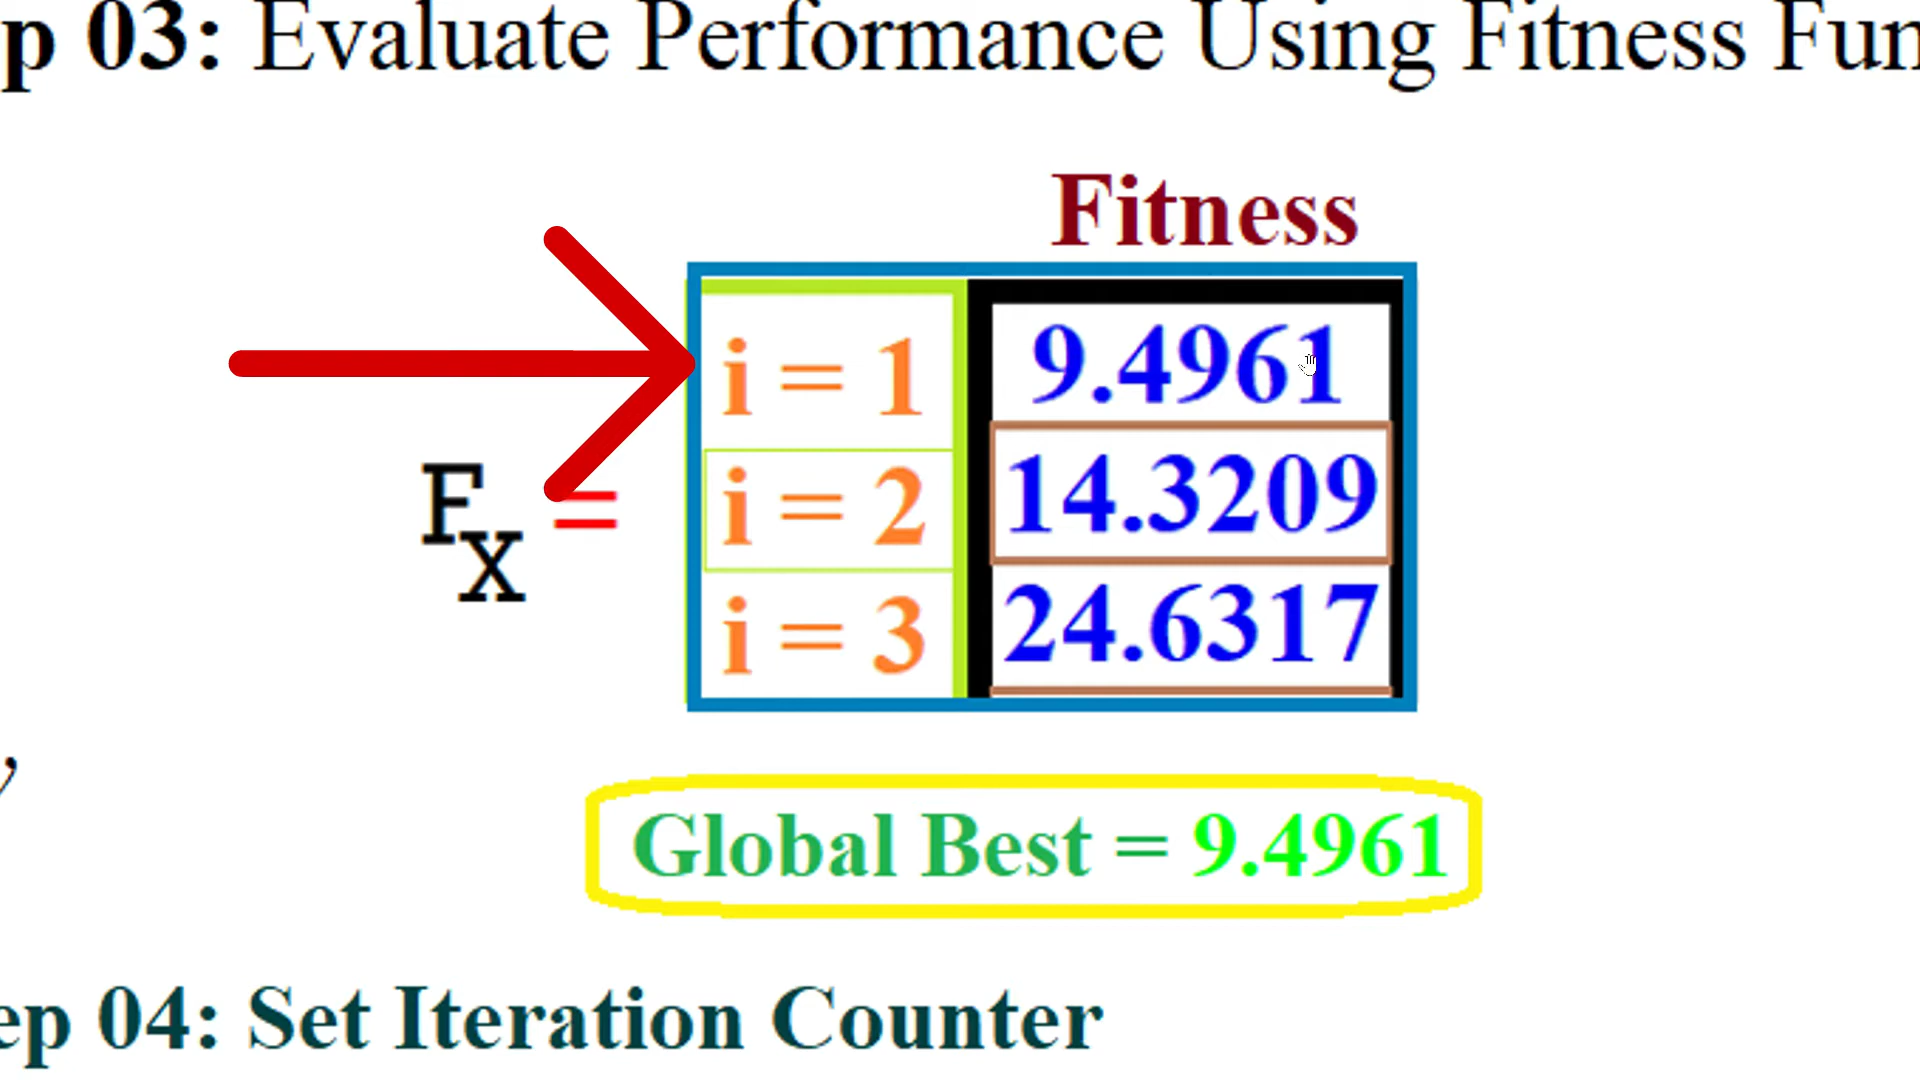 p 03: Evaluate Performance Using Fitness Fun
Fitness
i = 1 9.4961
i = 2 14.3209
F
X =
i = 3 24.6317
Global Best = 9.4961
ep 04: Set Iteration Counter